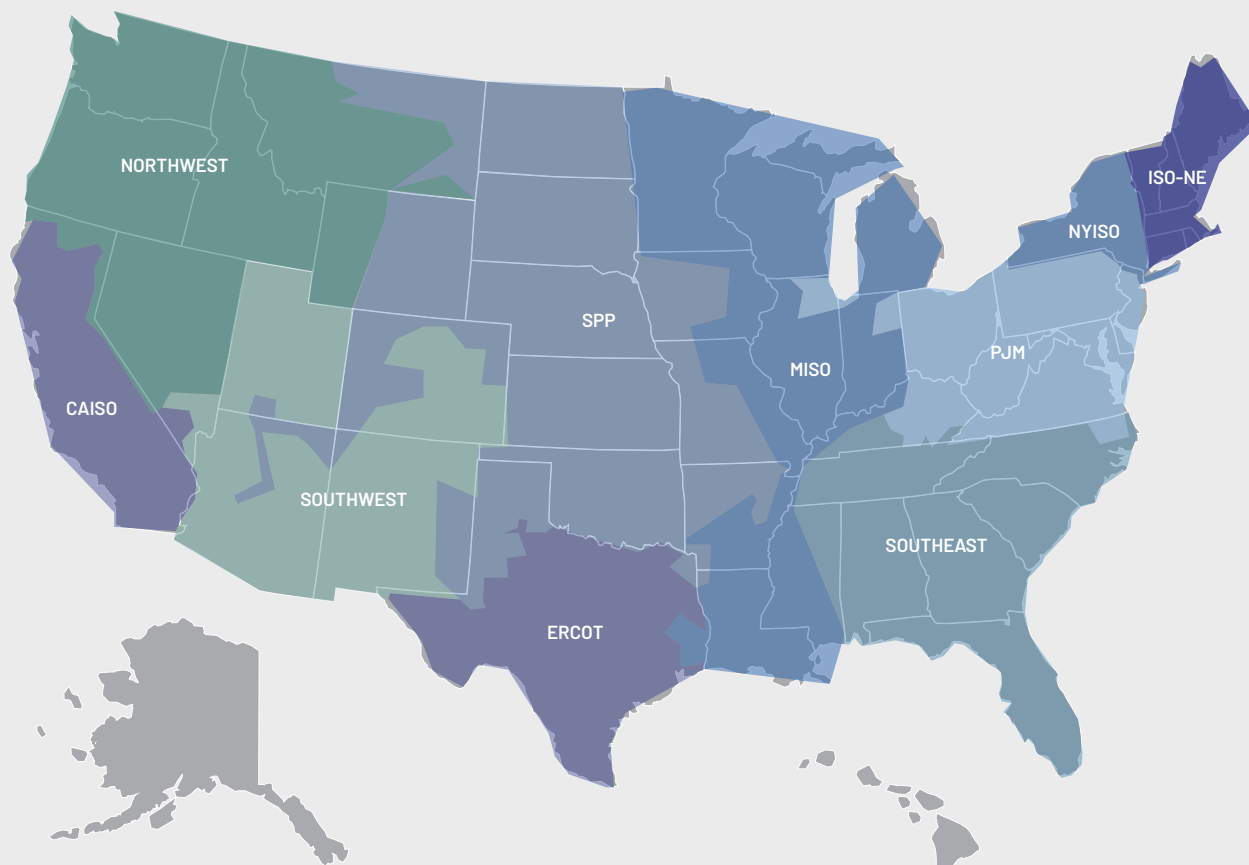 NORTHWEST
ISO-NE
NYISO
SPP
PJM
MISO
CAISO
SOUTHWEST
SOUTHEAST
ERCOT